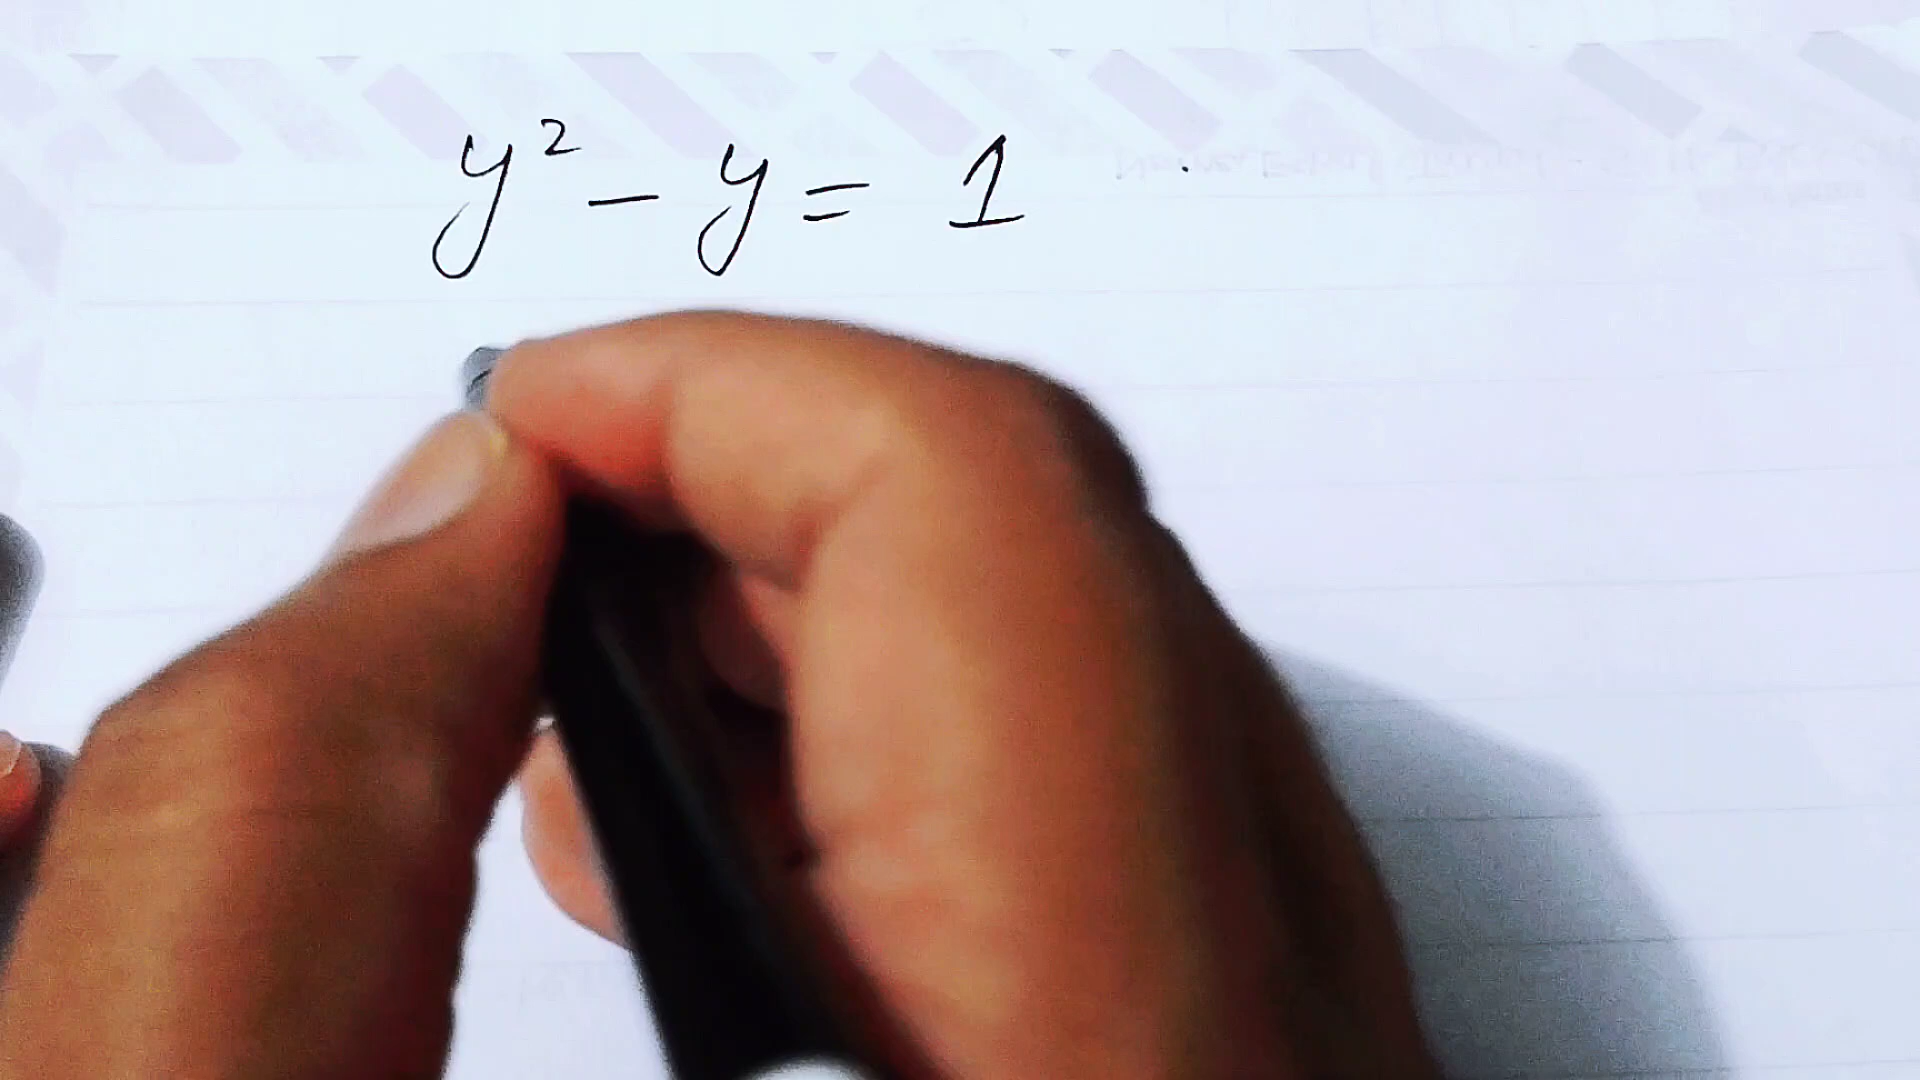 y² - y = 1